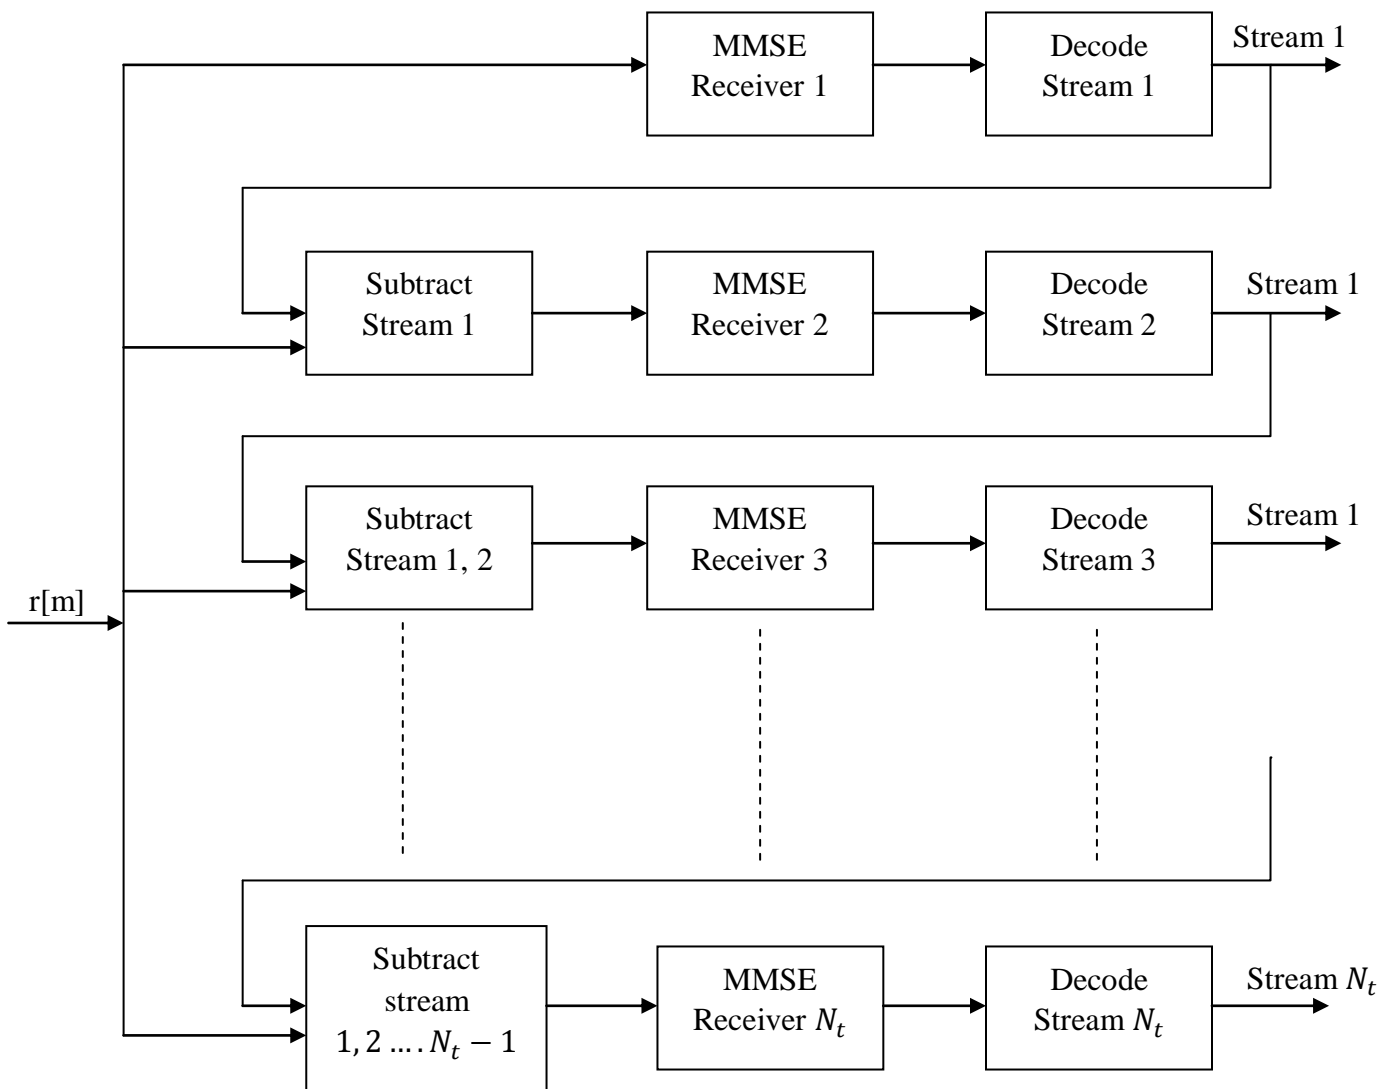 MMSE
Receiver 1
Decode
Stream 1
Stream 1
Subtract
Stream 1
MMSE
Receiver 2
Decode
Stream 2
Stream 1
Subtract
Stream 1, 2
MMSE
Receiver 3
Decode
Stream 3
Stream 1
r[m]
Subtract
stream
1, 2 .... N_t − 1
MMSE
Receiver N_t
Decode
Stream N_t
Stream N_t